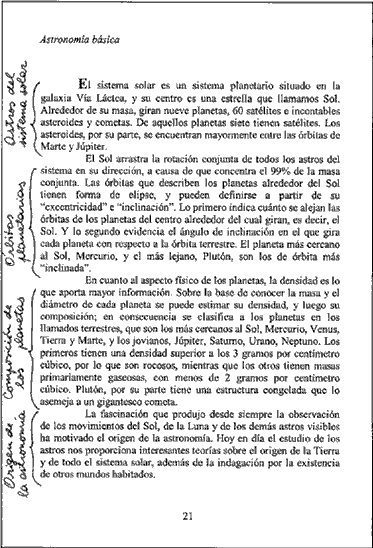 Astronomía básica
Astros del
sistema solar
El sistema solar es un sistema planetario situado en la
galaxia Vía Láctea, y su centro es una estrella que llamamos Sol.
Alrededor de su masa, giran nueve planetas, 60 satélites e incontables
asteroides y cometas. De aquellos planetas siete tienen satélites. Los
asteroides, por su parte, se encuentran mayormente entre las órbitas de
Marte y Júpiter.
Orbitas
planetarias
El Sol arrastra la rotación conjunta de todos los astros del
sistema en su dirección, a causa de que concentra el 99% de la masa
conjunta. Las órbitas que describen los planetas alrededor del Sol
tienen forma de elipse, y pueden definirse a partir de su
"excentricidad" e "inclinación". Lo primero indica cuánto se alejan las
órbitas de los planetas del centro alrededor del cual giran, es decir, el
Sol. Y lo segundo evidencia el ángulo de inclinación en el que gira
cada planeta con respecto a la órbita terrestre. El planeta más cercano
al Sol, Mercurio, y el más lejano, Plutón, son los de órbita más
"inclinada".
Composición de
los planetas
En cuanto al aspecto físico de los planetas, la densidad es lo
que aporta mayor información. Sobre la base de conocer la masa y el
diámetro de cada planeta se puede estimar su densidad, y luego su
composición; en consecuencia se clasifica a los planetas en los
llamados terrestres, que son los más cercanos al Sol, Mercurio, Venus,
Tierra y Marte, y los jovianos, Júpiter, Saturno, Urano, Neptuno. Los
primeros tienen una densidad superior a los 3 gramos por centímetro
cúbico, por lo que son rocosos, mientras que los otros tienen masas
primariamente gaseosas, con menos de 2 gramos por centímetro
cúbico. Plutón, por su parte tiene una estructura congelada que lo
asemeja a un gigantesco cometa.
Origen de
la astronomía
La fascinación que produjo desde siempre la observación
de los movimientos del Sol, de la Luna y de los demás astros visibles
ha motivado el origen de la astronomía. Hoy en día el estudio de los
astros nos proporciona interesantes teorías sobre el origen de la Tierra
y de todo el sistema solar, además de la indagación por la existencia
de otros mundos habitados.
21